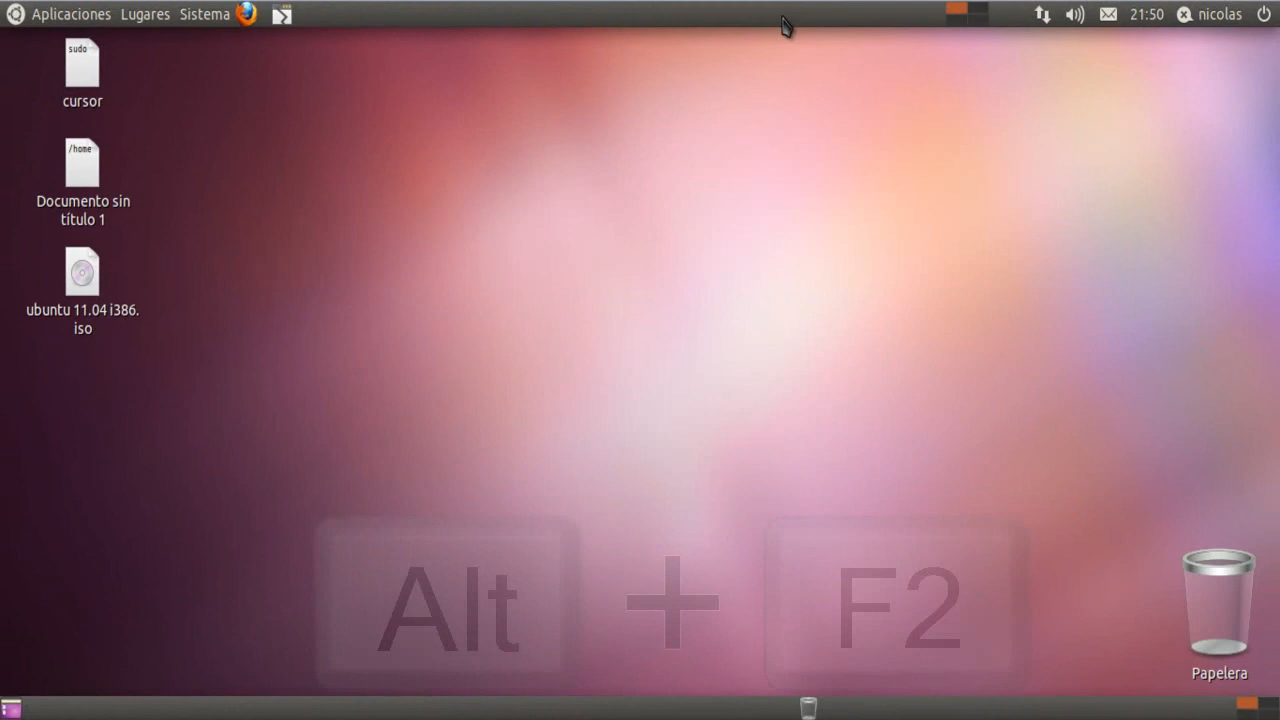 Aplicaciones Lugares Sistema 21:50 nicolas
sudo
cursor
/home
Documento sin
título 1
ubuntu 11.04 i386.
iso
Alt + F2
Papelera